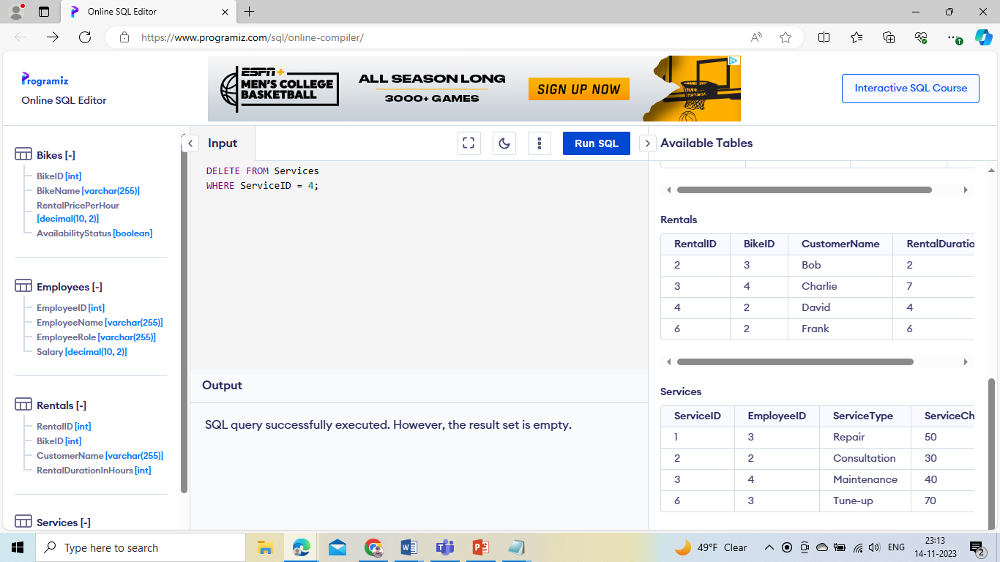 Online SQL Editor
https://www.programiz.com/sql/online-compiler/
Programiz
Online SQL Editor
ESPN+
MEN'S COLLEGE
BASKETBALL
ALL SEASON LONG
3000+ GAMES
SIGN UP NOW
Interactive SQL Course
Bikes [-]
BikeID [int]
BikeName [varchar(255)]
RentalPricePerHour
[decimal(10, 2)]
AvailabilityStatus [boolean]
Employees [-]
EmployeeID [int]
EmployeeName [varchar(255)]
EmployeeRole [varchar(255)]
Salary [decimal(10, 2)]
Rentals [-]
RentalID [int]
BikeID [int]
CustomerName [varchar(255)]
RentalDurationInHours [int]
Services [-]
Input
Run SQL
DELETE FROM Services
WHERE ServiceID = 4;
Output
SQL query successfully executed. However, the result set is empty.
Available Tables
Rentals
RentalID BikeID CustomerName RentalDuratio
2 3 Bob 2
3 4 Charlie 7
4 2 David 4
6 2 Frank 6
Services
ServiceID EmployeeID ServiceType ServiceCh
1 3 Repair 50
2 2 Consultation 30
3 4 Maintenance 40
6 3 Tune-up 70
Type here to search
49°F Clear
ENG
23:13
14-11-2023
2